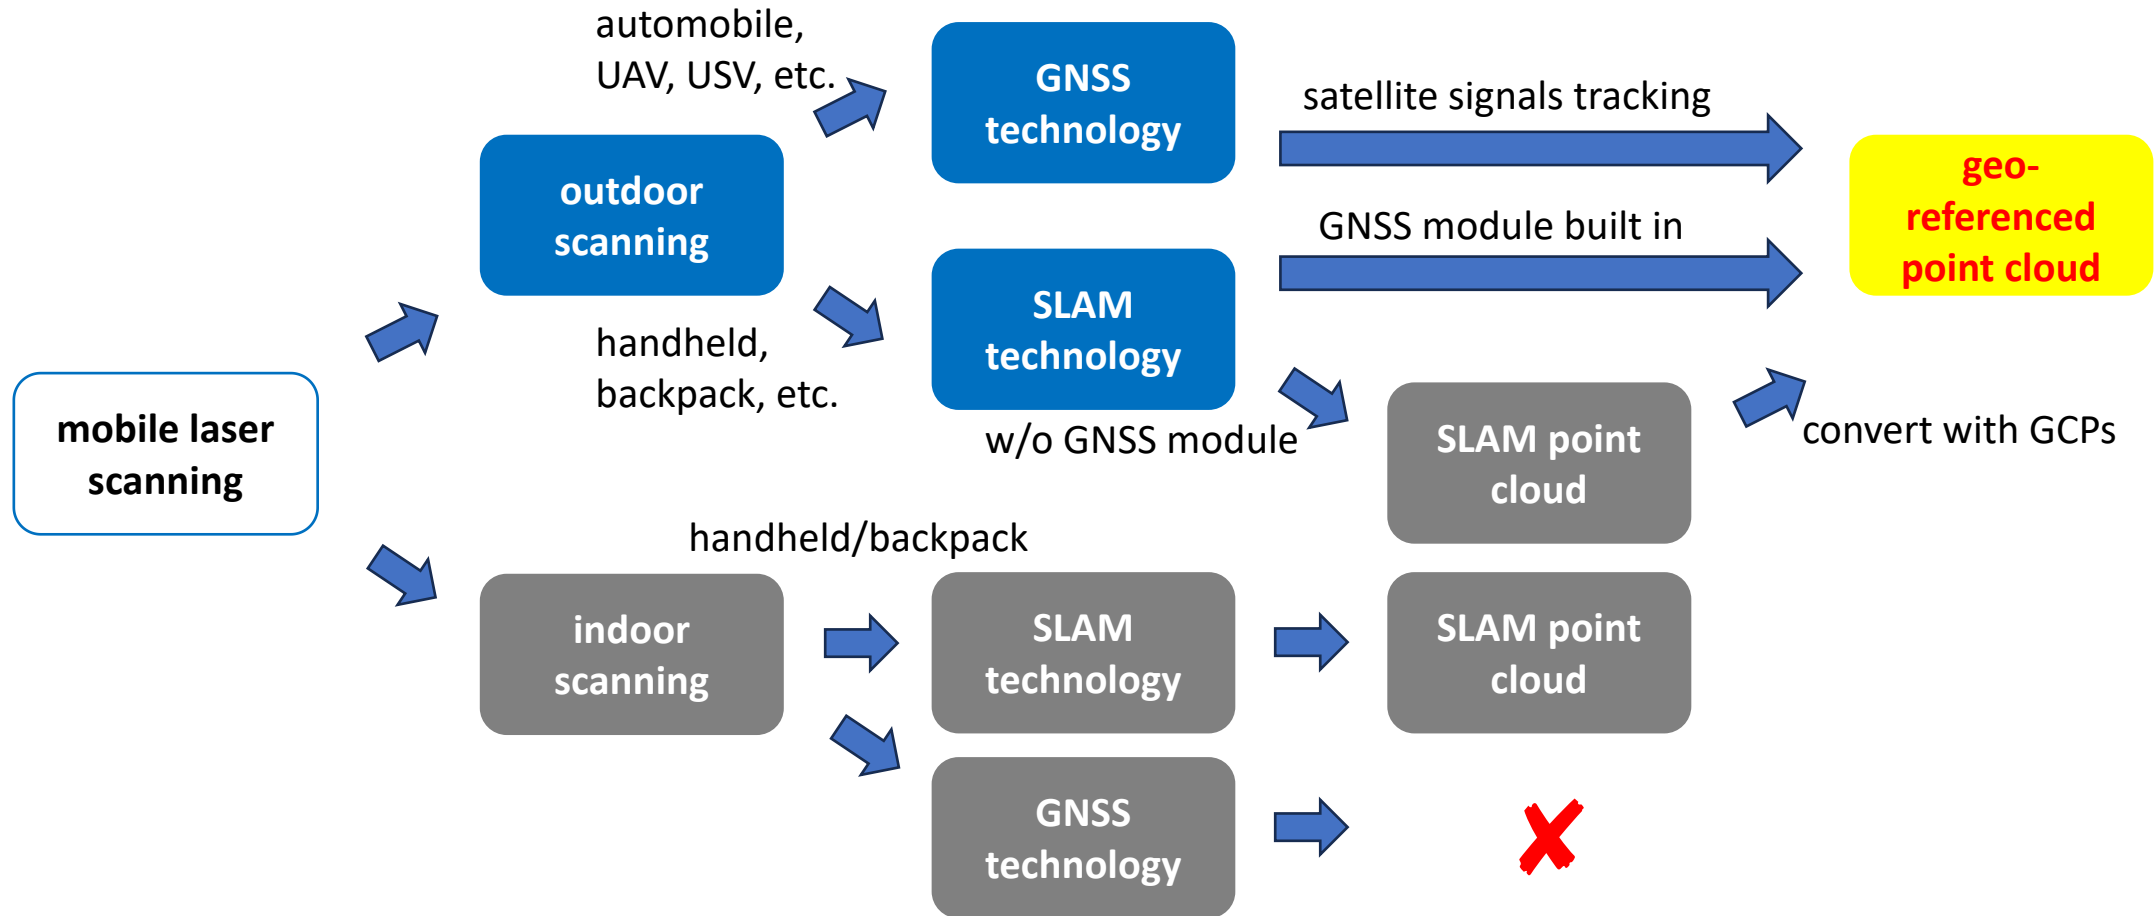 automobile,
UAV, USV, etc.
GNSS
technology
satellite signals tracking
outdoor
scanning
geo-
referenced
point cloud
GNSS module built in
SLAM
technology
handheld,
backpack, etc.
w/o GNSS module
mobile laser
scanning
SLAM point
cloud
convert with GCPs
handheld/backpack
indoor
scanning
SLAM
technology
SLAM point
cloud
GNSS
technology